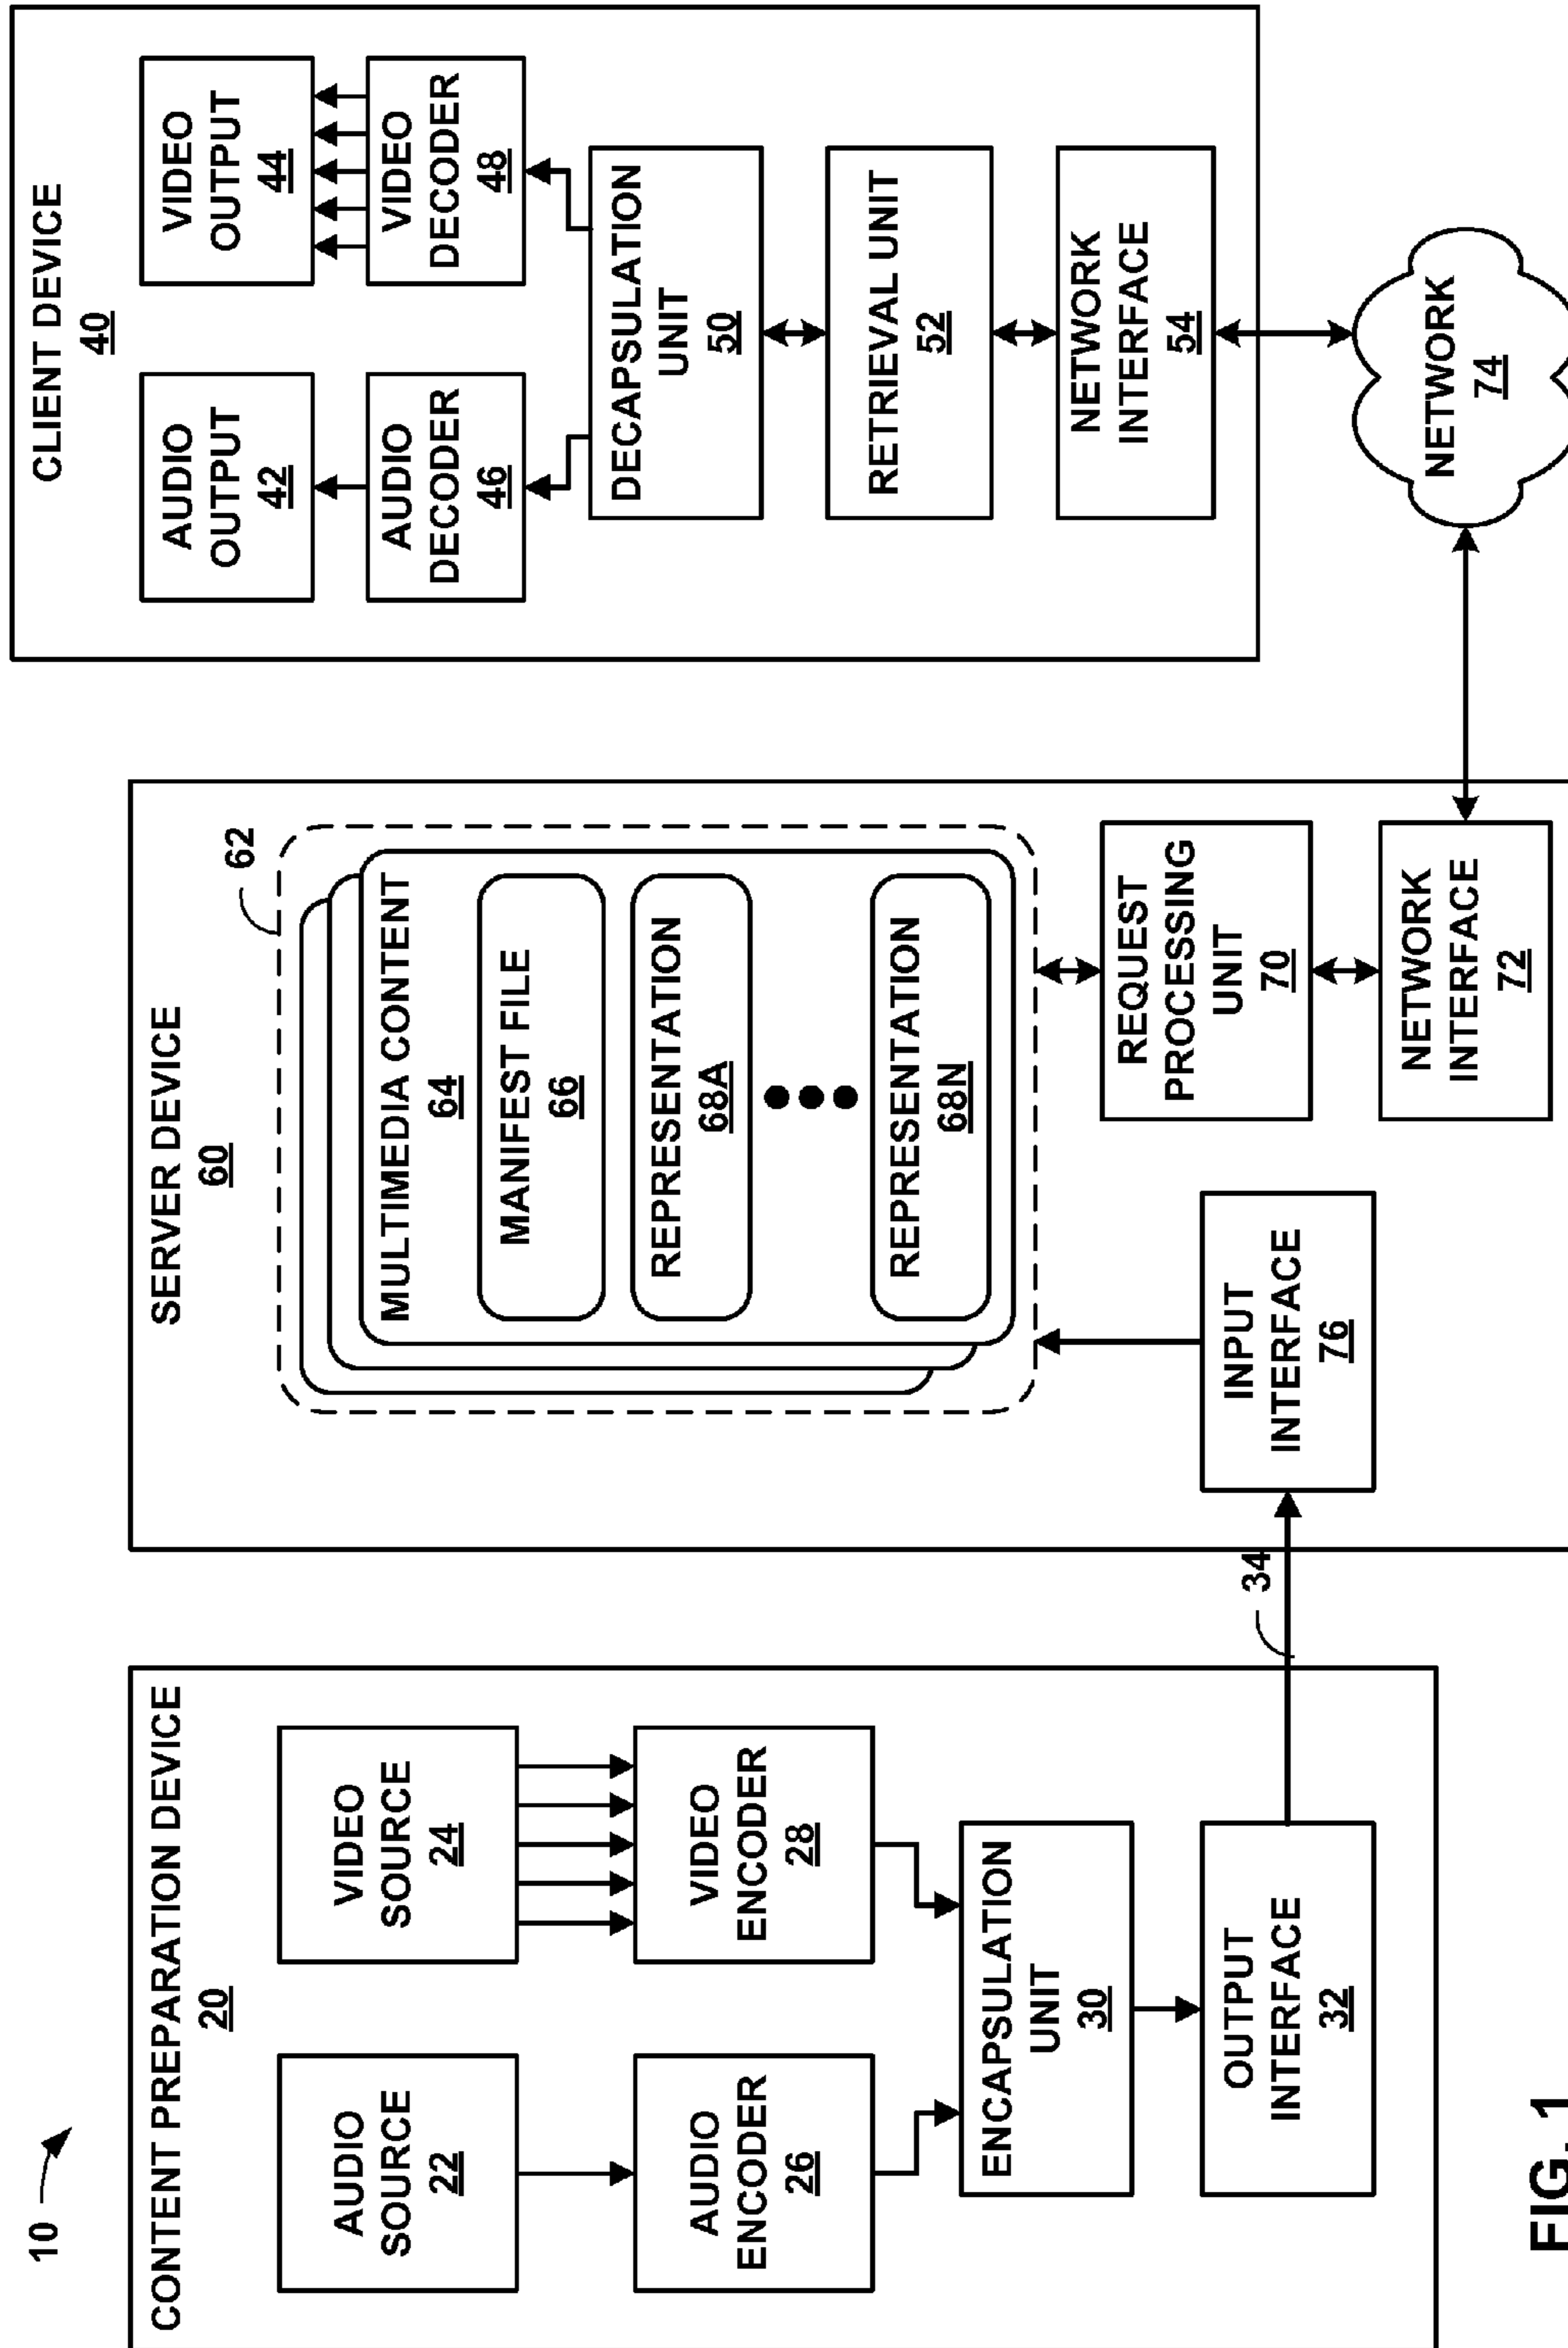 10
CONTENT PREPARATION DEVICE
20
AUDIO
SOURCE
22
VIDEO
SOURCE
24
AUDIO
ENCODER
26
VIDEO
ENCODER
28
ENCAPSULATION
UNIT
30
OUTPUT
INTERFACE
32
34
SERVER DEVICE
60
62
MULTIMEDIA CONTENT
64
MANIFEST FILE
66
REPRESENTATION
68A
REPRESENTATION
68N
INPUT
INTERFACE
76
REQUEST
PROCESSING
UNIT
70
NETWORK
INTERFACE
72
CLIENT DEVICE
40
AUDIO
OUTPUT
42
VIDEO
OUTPUT
44
AUDIO
DECODER
46
VIDEO
DECODER
48
DECAPSULATION
UNIT
50
RETRIEVAL UNIT
52
NETWORK
INTERFACE
54
NETWORK
74
FIG. 1